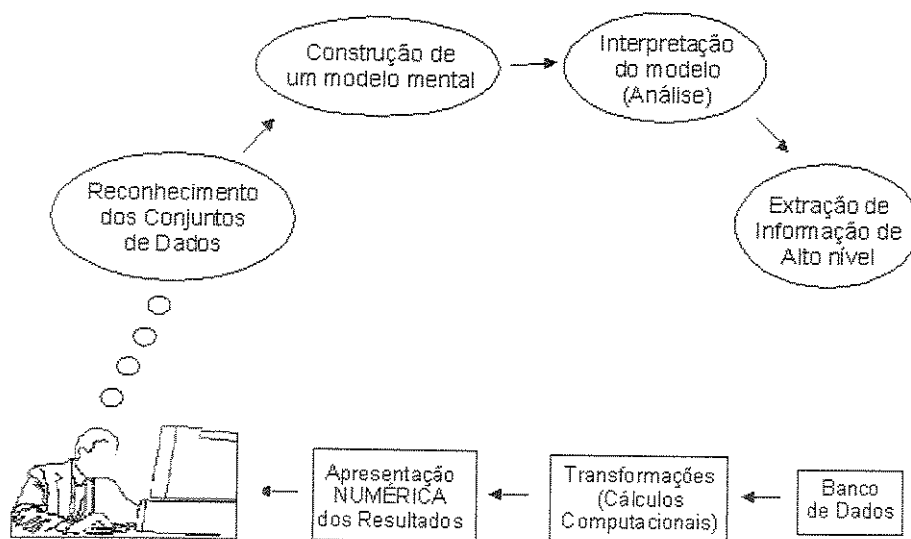 Construção de
um modelo mental
Interpretação
do modelo
(Análise)
Reconhecimento
dos Conjuntos
de Dados
Extração de
Informação de
Alto nível
Apresentação
NUMÉRICA
dos Resultados
Transformações
(Cálculos
Computacionais)
Banco
de Dados